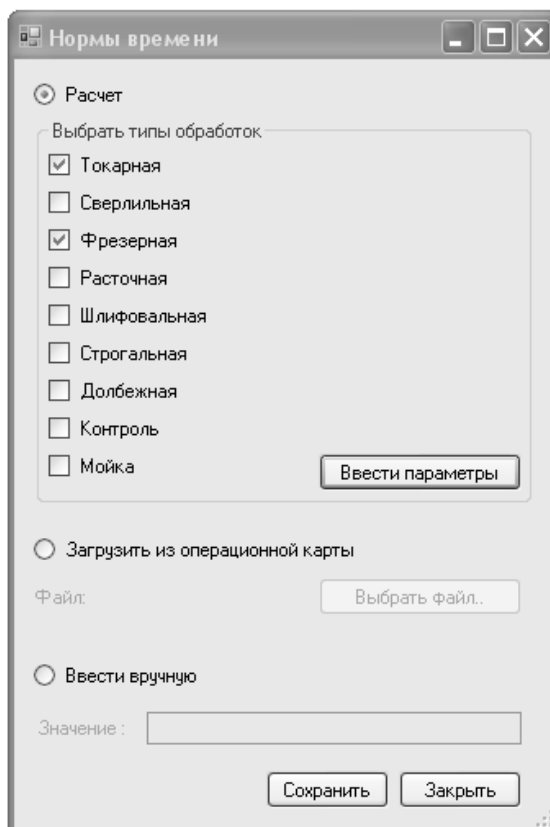 Нормы времени
Расчет
Выбрать типы обработок
Токарная
Сверлильная
Фрезерная
Расточная
Шлифовальная
Строгальная
Долбежная
Контроль
Мойка
Ввести параметры
Загрузить из операционной карты
Файл:
Выбрать файл..
Ввести вручную
Значение :
Сохранить
Закрыть